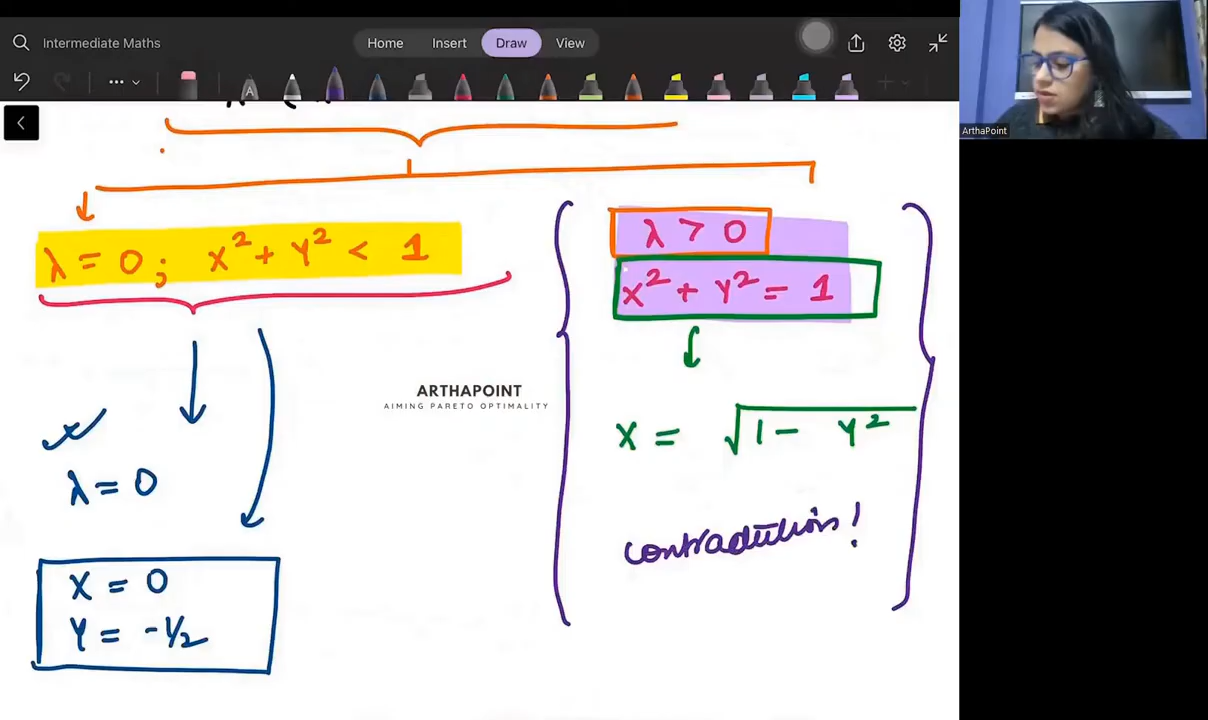 Intermediate Maths
Home Insert Draw View
A
ArthaPoint
λ = 0 ; x² + y² < 1
λ > 0
x² + y² = 1
ARTHAPOINT
AIMING PARETO OPTIMALITY
x = √1 - y²
λ = 0
contradiction!
x = 0
y = -1/2